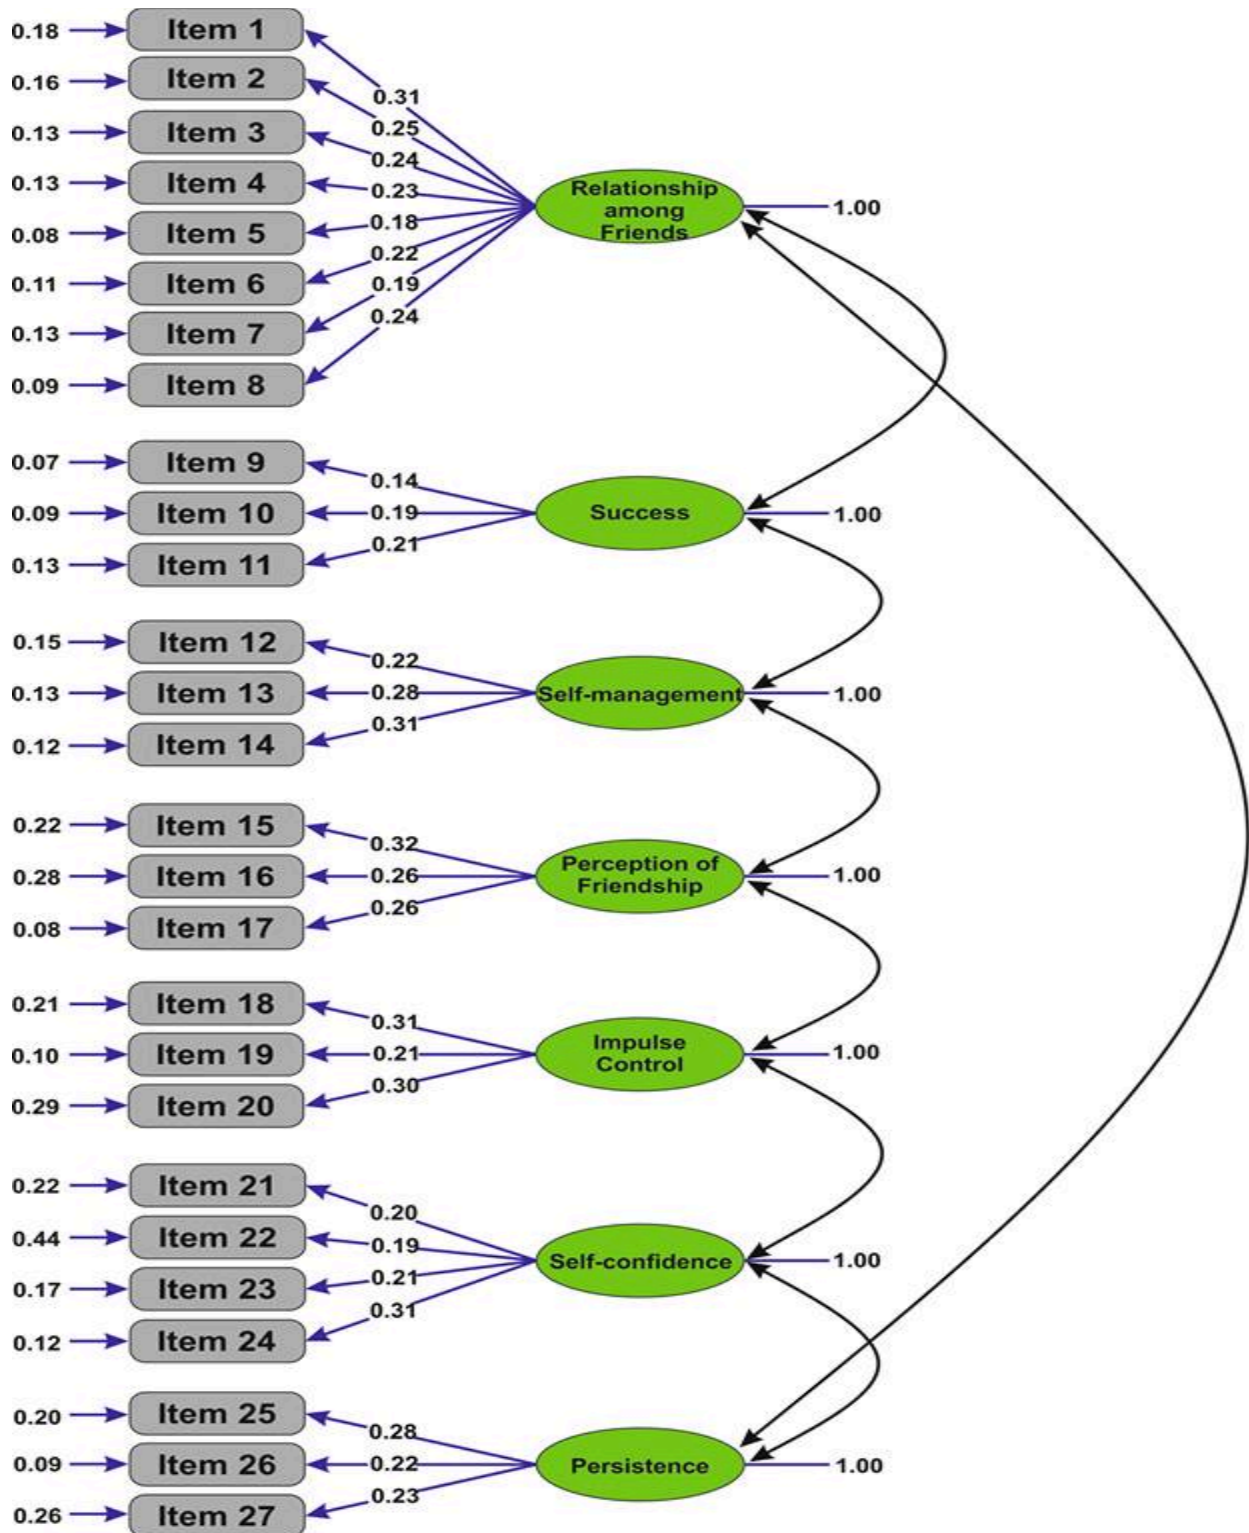 0.18 Item 1
0.16 Item 2
0.31
0.25
0.13 Item 3
0.24
0.13 Item 4
0.23
Relationship
among
Friends
1.00
0.08 Item 5
0.18
0.11 Item 6
0.22
0.19
0.13 Item 7
0.24
0.09 Item 8
0.07 Item 9
0.14
0.09 Item 10 0.19 Success 1.00
0.21
0.13 Item 11
0.15 Item 12
0.22
0.13 Item 13 0.28 Self-management 1.00
0.31
0.12 Item 14
0.22 Item 15
0.32
0.28 Item 16 0.26
Perception of
Friendship
1.00
0.26
0.08 Item 17
0.21 Item 18
0.31
0.10 Item 19 0.21
Impulse
Control
1.00
0.30
0.29 Item 20
0.22 Item 21
0.20
0.44 Item 22
0.19
Self-confidence 1.00
0.21
0.17 Item 23
0.31
0.12 Item 24
0.20 Item 25
0.28
0.09 Item 26 0.22 Persistence 1.00
0.23
0.26 Item 27